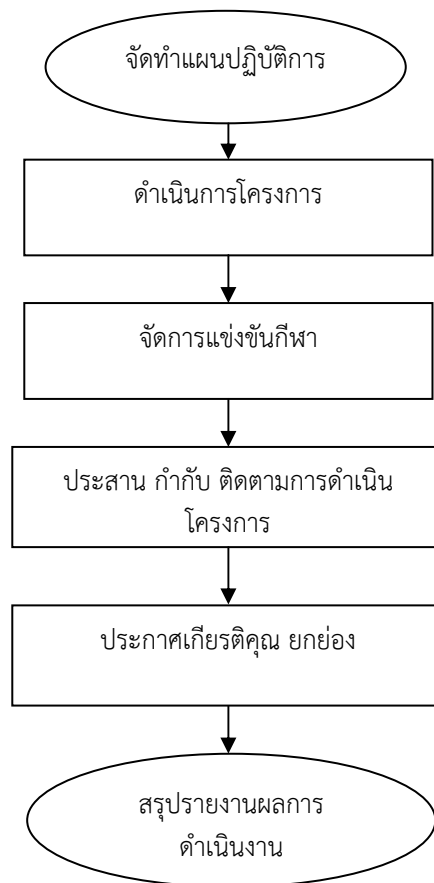 จัดทำแผนปฏิบัติการ
ดำเนินการโครงการ
จัดการแข่งขันกีฬา
ประสาน กำกับ ติดตามการดำเนิน
โครงการ
ประกาศเกียรติคุณ ยกย่อง
สรุปรายงานผลการ
ดำเนินงาน